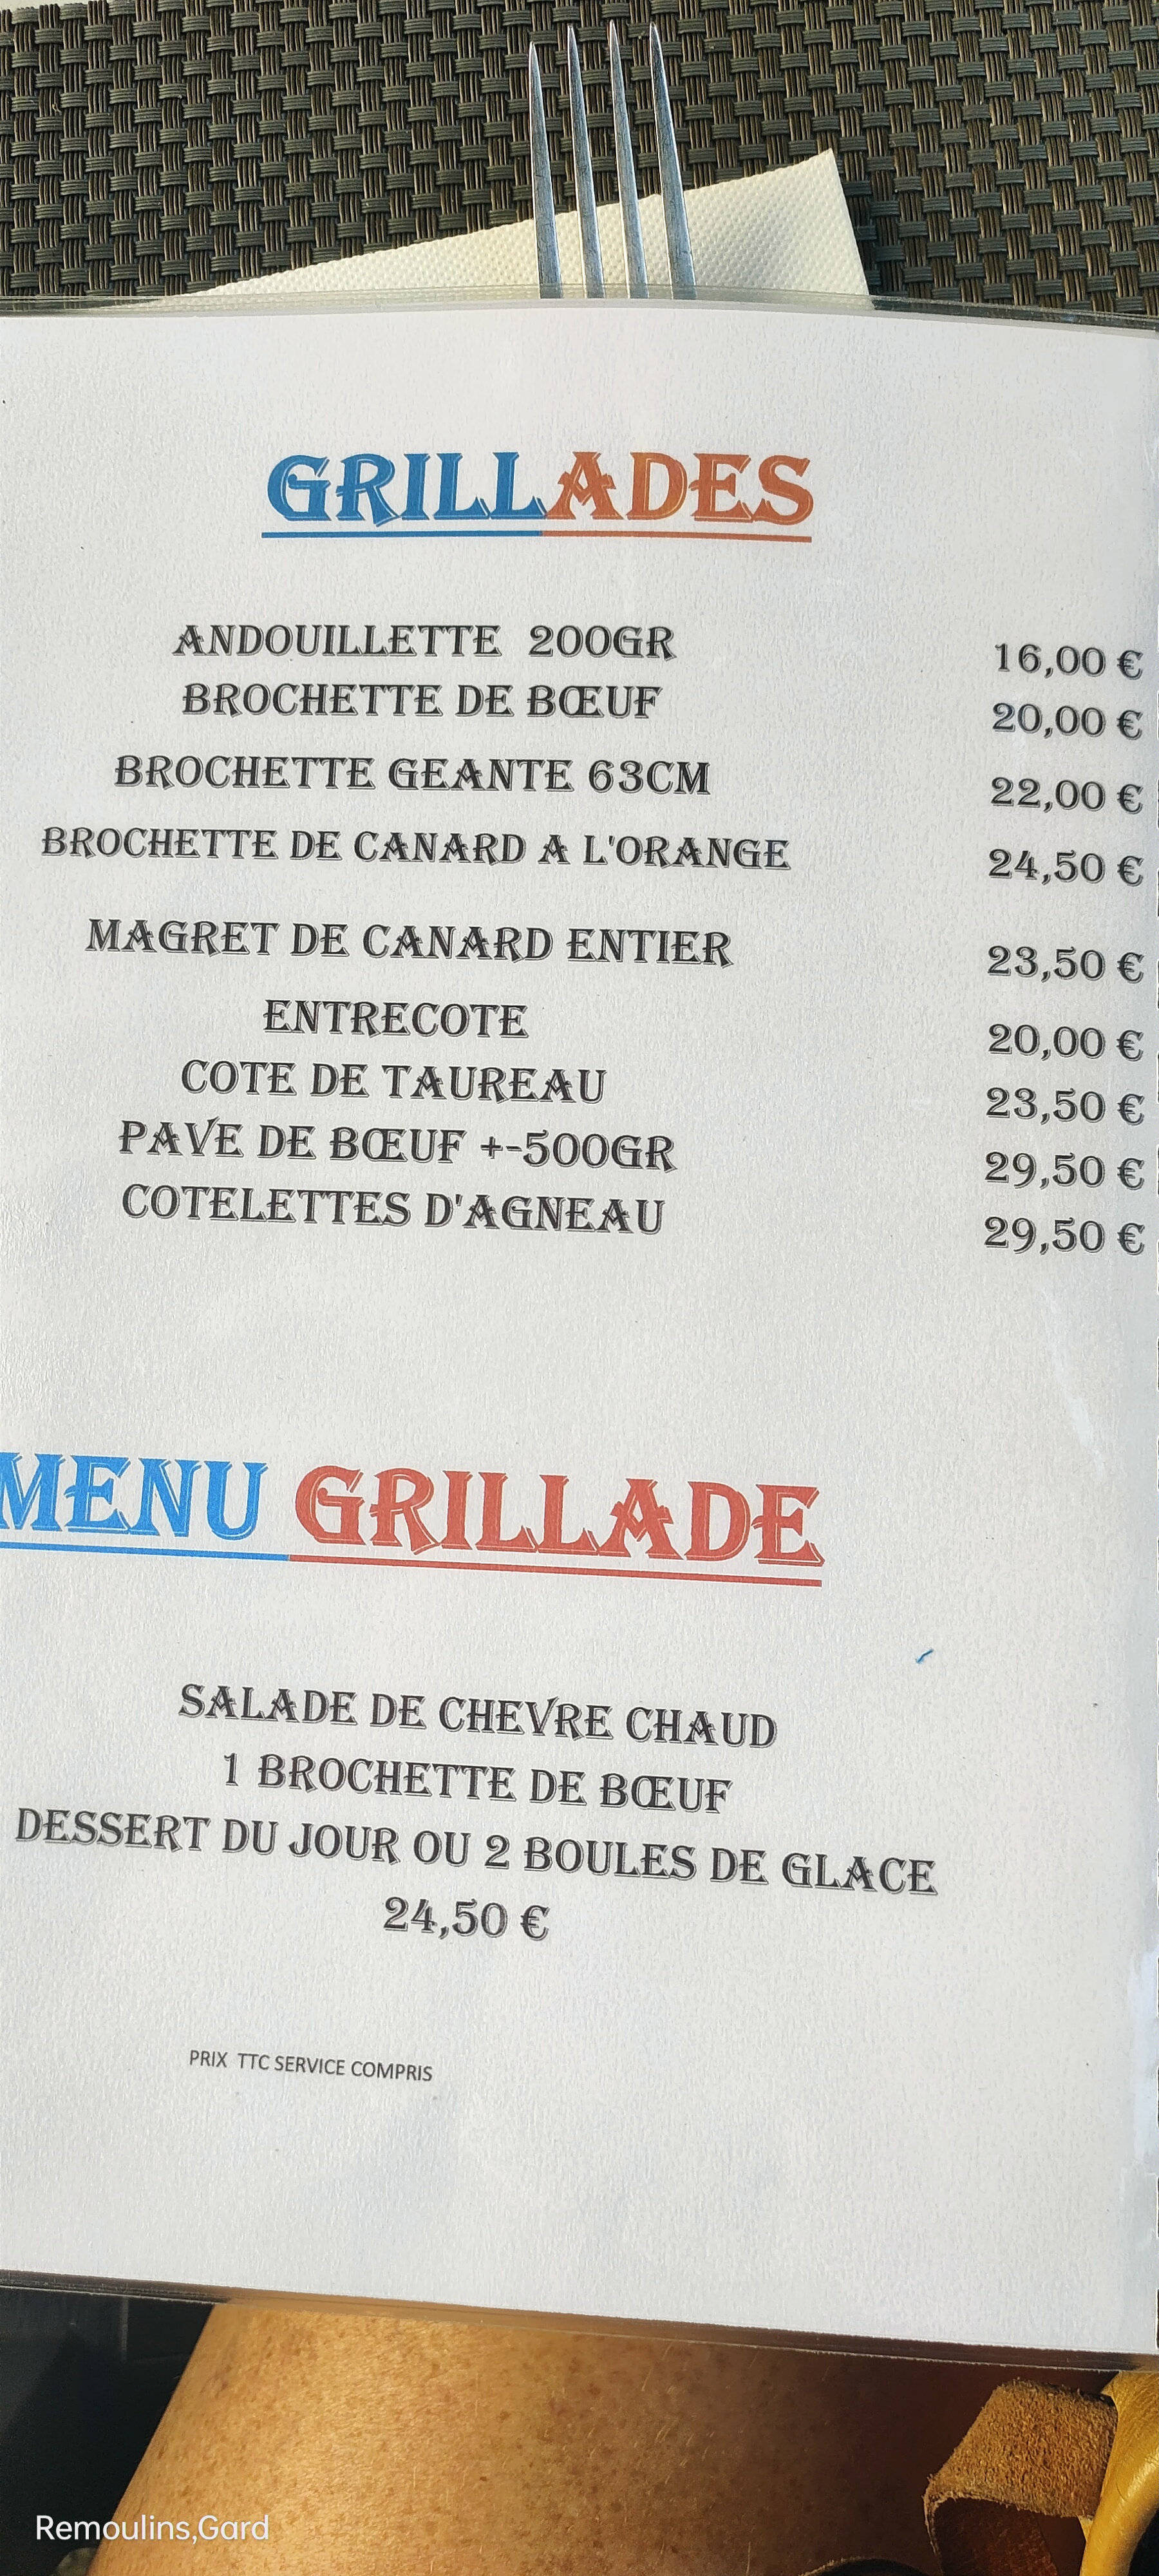 GRILLADES
ANDOUILLETTE 200GR 16,00 €
BROCHETTE DE BŒUF 20,00 €
BROCHETTE GEANTE 63CM 22,00 €
BROCHETTE DE CANARD A L'ORANGE 24,50 €
MAGRET DE CANARD ENTIER 23,50 €
ENTRECOTE 20,00 €
COTE DE TAUREAU 23,50 €
PAVE DE BŒUF +-500GR 29,50 €
COTELETTES D'AGNEAU 29,50 €
MENU GRILLADE
SALADE DE CHEVRE CHAUD
1 BROCHETTE DE BŒUF
DESSERT DU JOUR OU 2 BOULES DE GLACE
24,50 €
PRIX TTC SERVICE COMPRIS
Remoulins,Gard